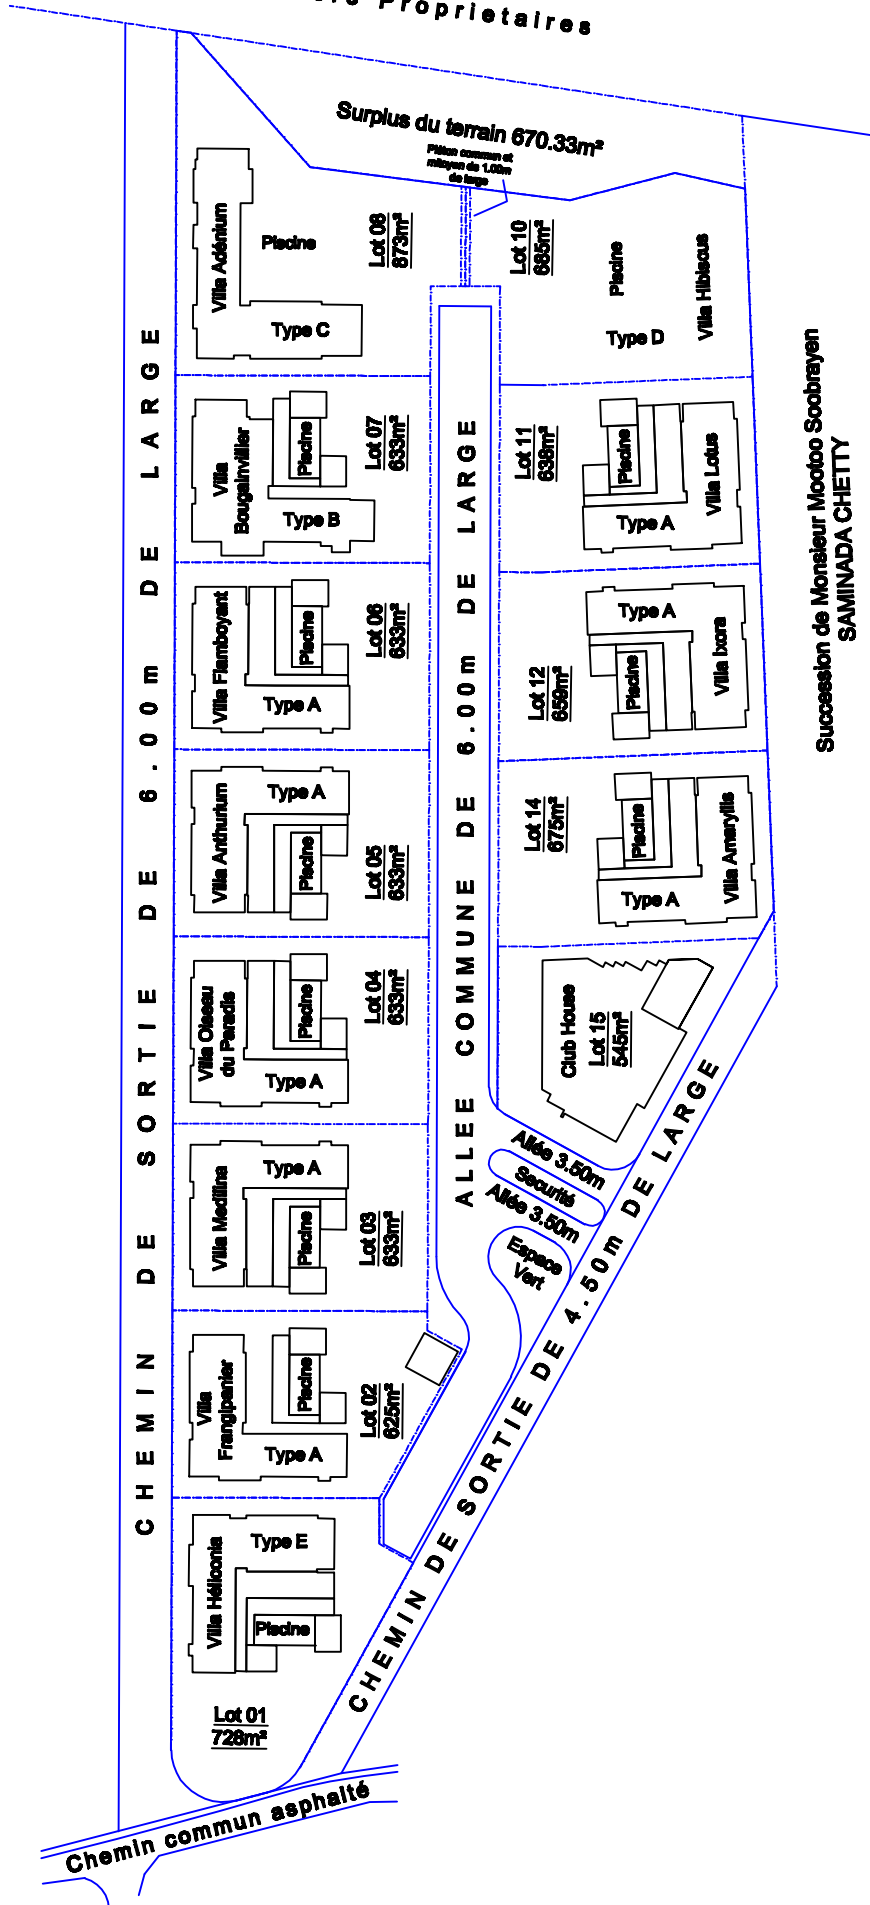 Proprietaires
Surplus du terrain 670.33m²
Piéton commun et
mitoyen de 1.00m
de large
Villa Adénium
Piscine
Type C
Lot 08
873m²
Lot 10
685m²
Piscine
Type D
Villa Hibiscus
Villa
Bougainvillier
Piscine
Type B
Lot 07
633m²
Lot 11
638m²
Piscine
Type A
Villa Lotus
Villa Flamboyant
Piscine
Type A
Lot 06
633m²
Lot 12
659m²
Type A
Piscine
Villa Ixora
Villa Anthurium
Type A
Piscine
Lot 05
633m²
Lot 14
675m²
Piscine
Type A
Villa Amaryllis
Villa Oiseau
du Paradis
Piscine
Type A
Lot 04
633m²
Club House
Lot 15
545m²
Villa Medilina
Type A
Piscine
Lot 03
633m²
Allée 3.50m
Securité
Allée 3.50m
Espace
Vert
Villa
Frangipanier
Piscine
Type A
Lot 02
625m²
Villa Héliconia
Type E
Piscine
Lot 01
728m²
CHEMIN DE SORTIE DE 6.00m DE LARGE
ALLEE COMMUNE DE 6.00m DE LARGE
CHEMIN DE SORTIE DE 4.50m DE LARGE
Succession de Monsieur Mootoo Soobrayen
SAMINADA CHETTY
Chemin commun asphalté